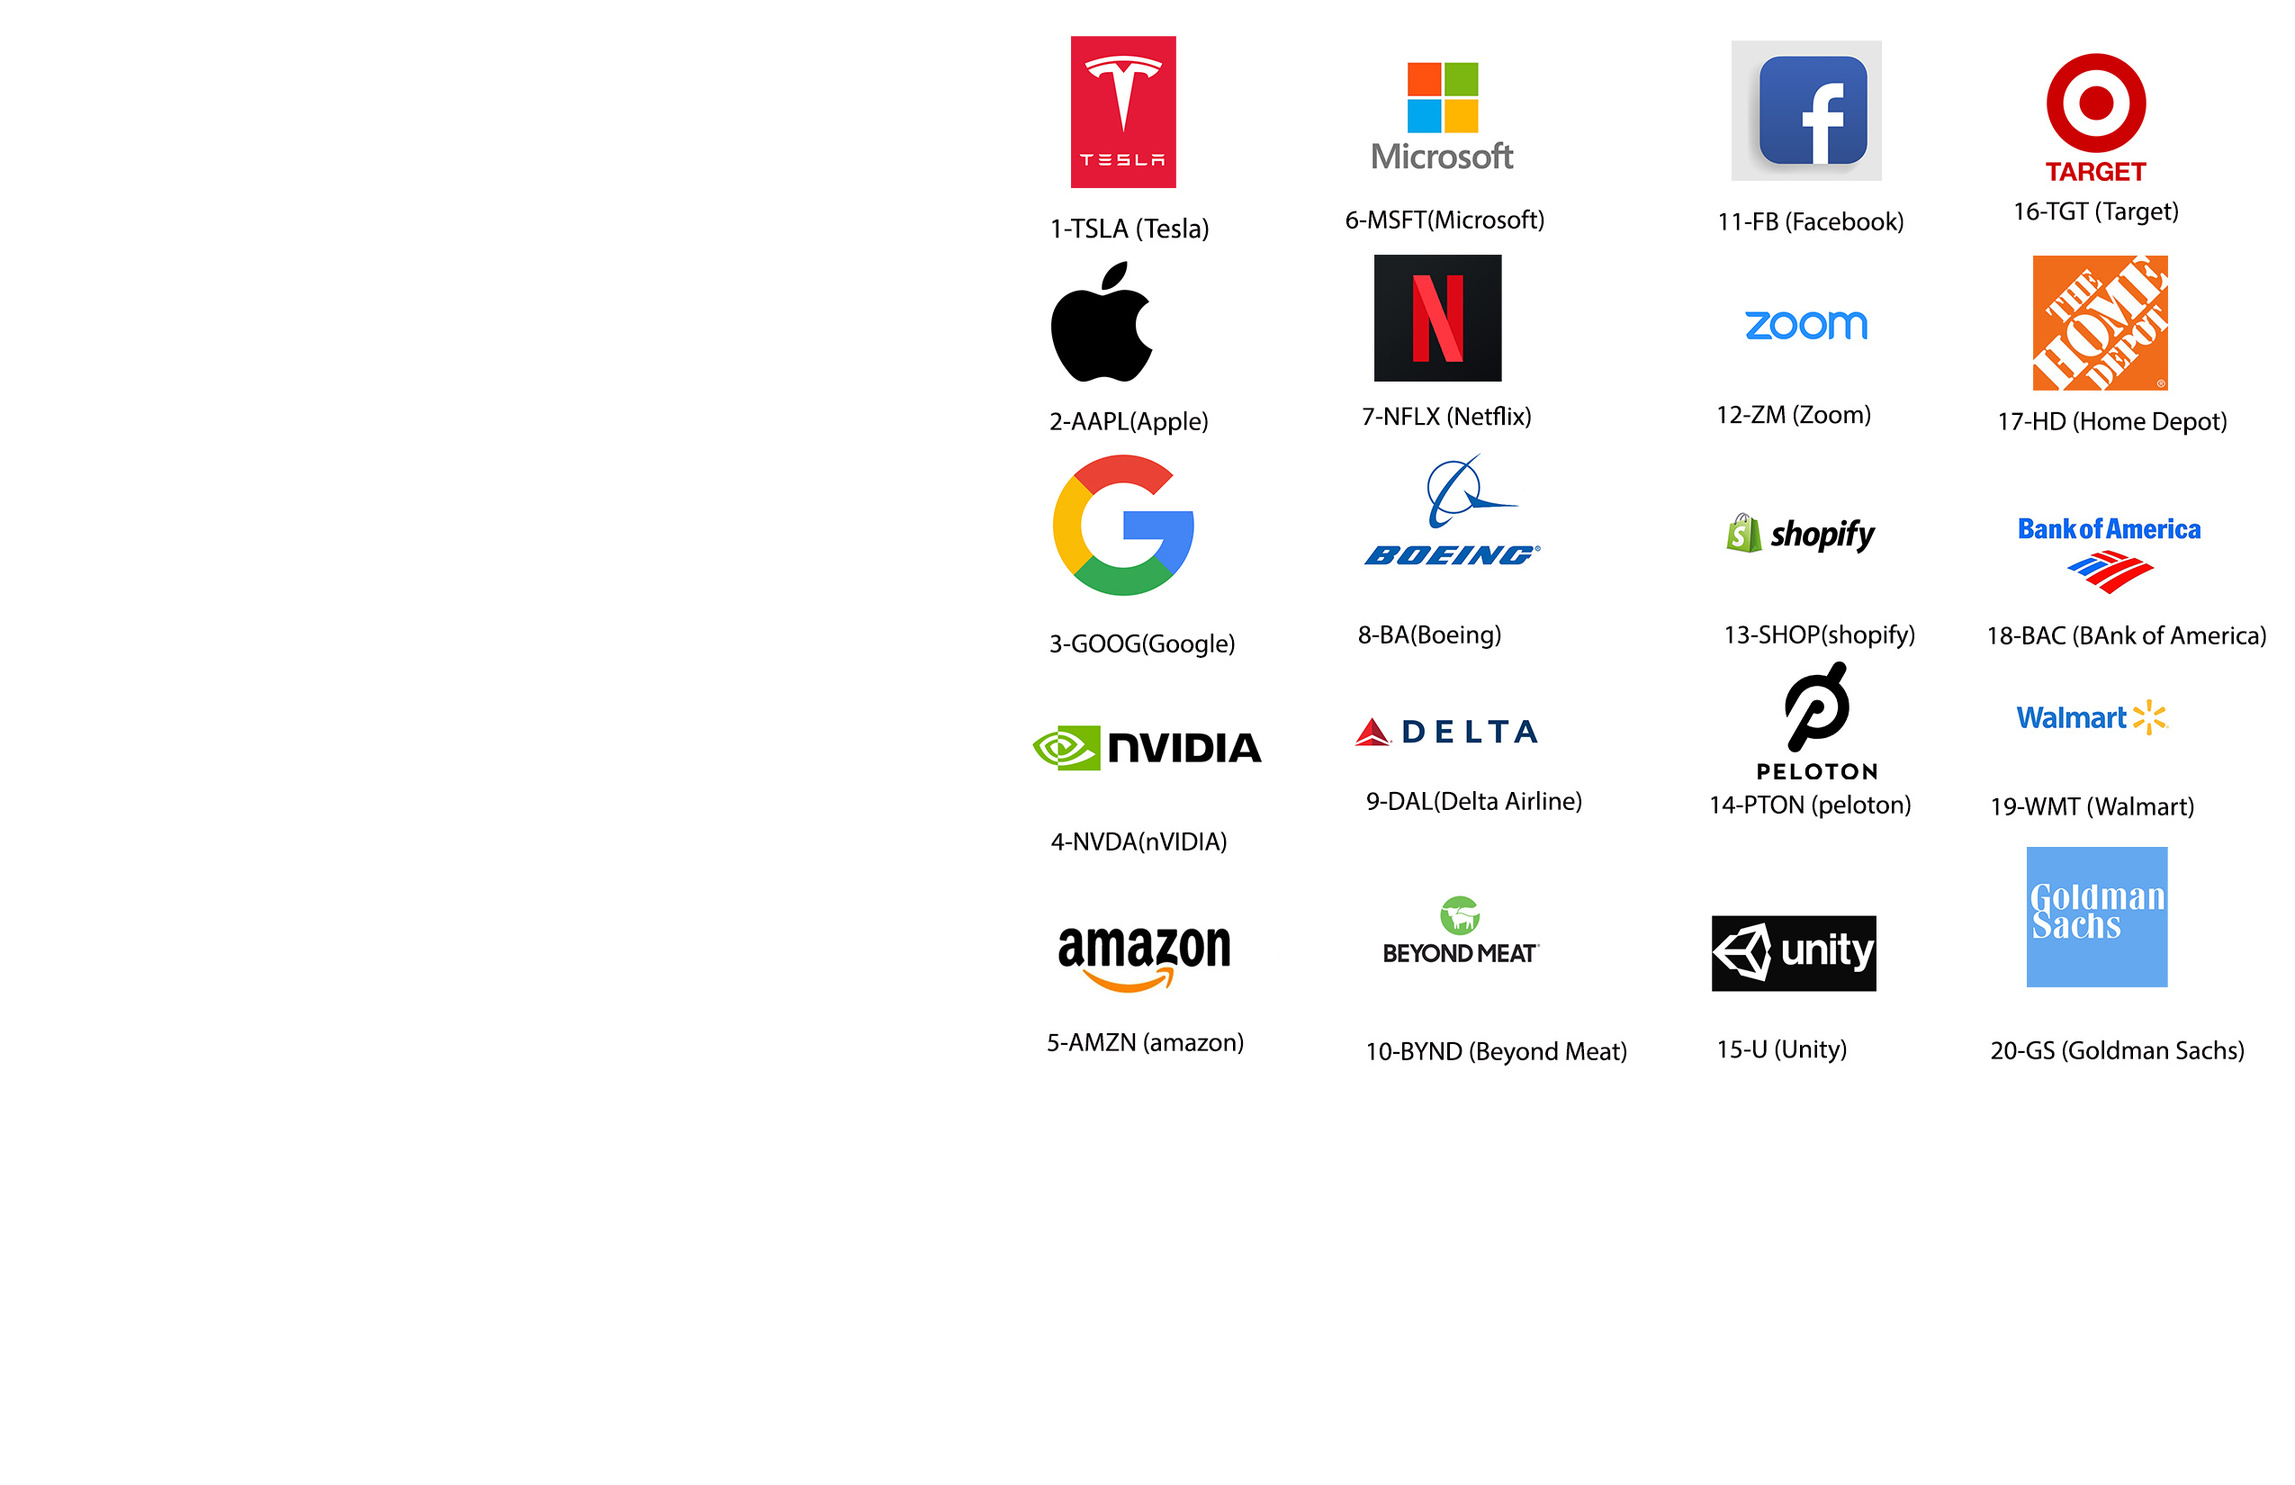 TESLA
1-TSLA (Tesla)
2-AAPL(Apple)
3-GOOG(Google)
nVIDIA
4-NVDA(nVIDIA)
amazon
5-AMZN (amazon)
Microsoft
6-MSFT(Microsoft)
N
7-NFLX (Netflix)
BOEING®
8-BA(Boeing)
DELTA
9-DAL(Delta Airline)
BEYOND MEAT
10-BYND (Beyond Meat)
f
11-FB (Facebook)
zoom
12-ZM (Zoom)
S shopify
13-SHOP(shopify)
PELOTON
14-PTON (peloton)
unity
15-U (Unity)
TARGET
16-TGT (Target)
THE
HOME
DEPOT
®
17-HD (Home Depot)
Bank of America
18-BAC (BAnk of America)
Walmart
19-WMT (Walmart)
Goldman
Sachs
20-GS (Goldman Sachs)